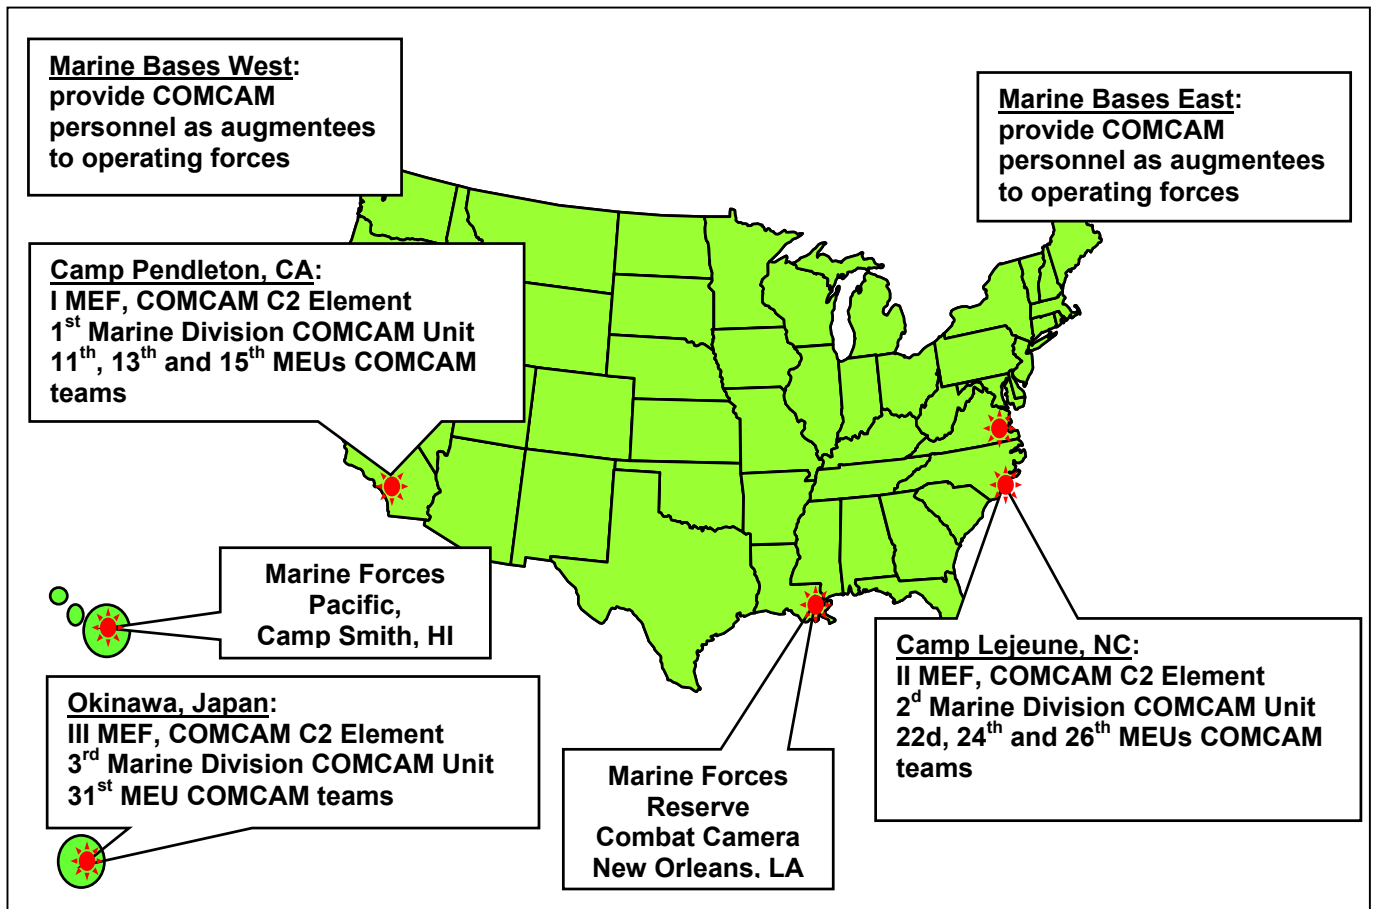 Marine Bases West:
provide COMCAM
personnel as augmentees
to operating forces
Marine Bases East:
provide COMCAM
personnel as augmentees
to operating forces
Camp Pendleton, CA:
I MEF, COMCAM C2 Element
1st Marine Division COMCAM Unit
11th, 13th and 15th MEUs COMCAM
teams
Marine Forces
Pacific,
Camp Smith, HI
Okinawa, Japan:
III MEF, COMCAM C2 Element
3rd Marine Division COMCAM Unit
31st MEU COMCAM teams
Marine Forces
Reserve
Combat Camera
New Orleans, LA
Camp Lejeune, NC:
II MEF, COMCAM C2 Element
2d Marine Division COMCAM Unit
22d, 24th and 26th MEUs COMCAM
teams